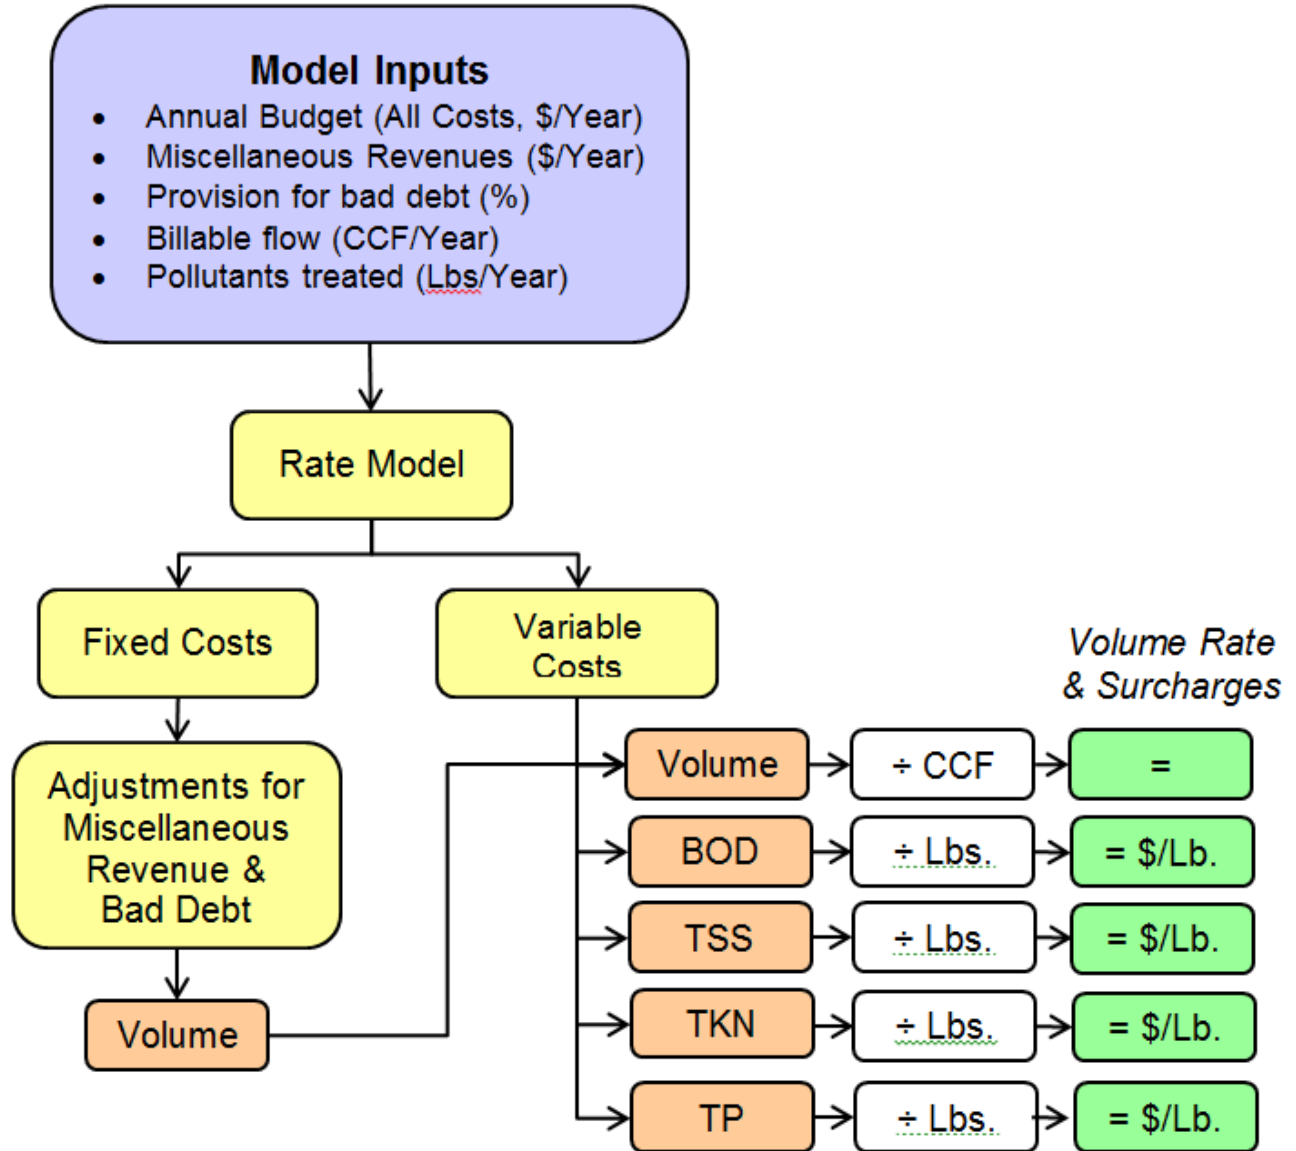 Model Inputs
• Annual Budget (All Costs, $/Year)
• Miscellaneous Revenues ($/Year)
• Provision for bad debt (%)
• Billable flow (CCF/Year)
• Pollutants treated (Lbs/Year)
Rate Model
Fixed Costs
Variable
Costs
Adjustments for
Miscellaneous
Revenue &
Bad Debt
Volume
Volume Rate
& Surcharges
Volume ÷ CCF =
BOD ÷ Lbs. = $/Lb.
TSS ÷ Lbs. = $/Lb.
TKN ÷ Lbs. = $/Lb.
TP ÷ Lbs. = $/Lb.